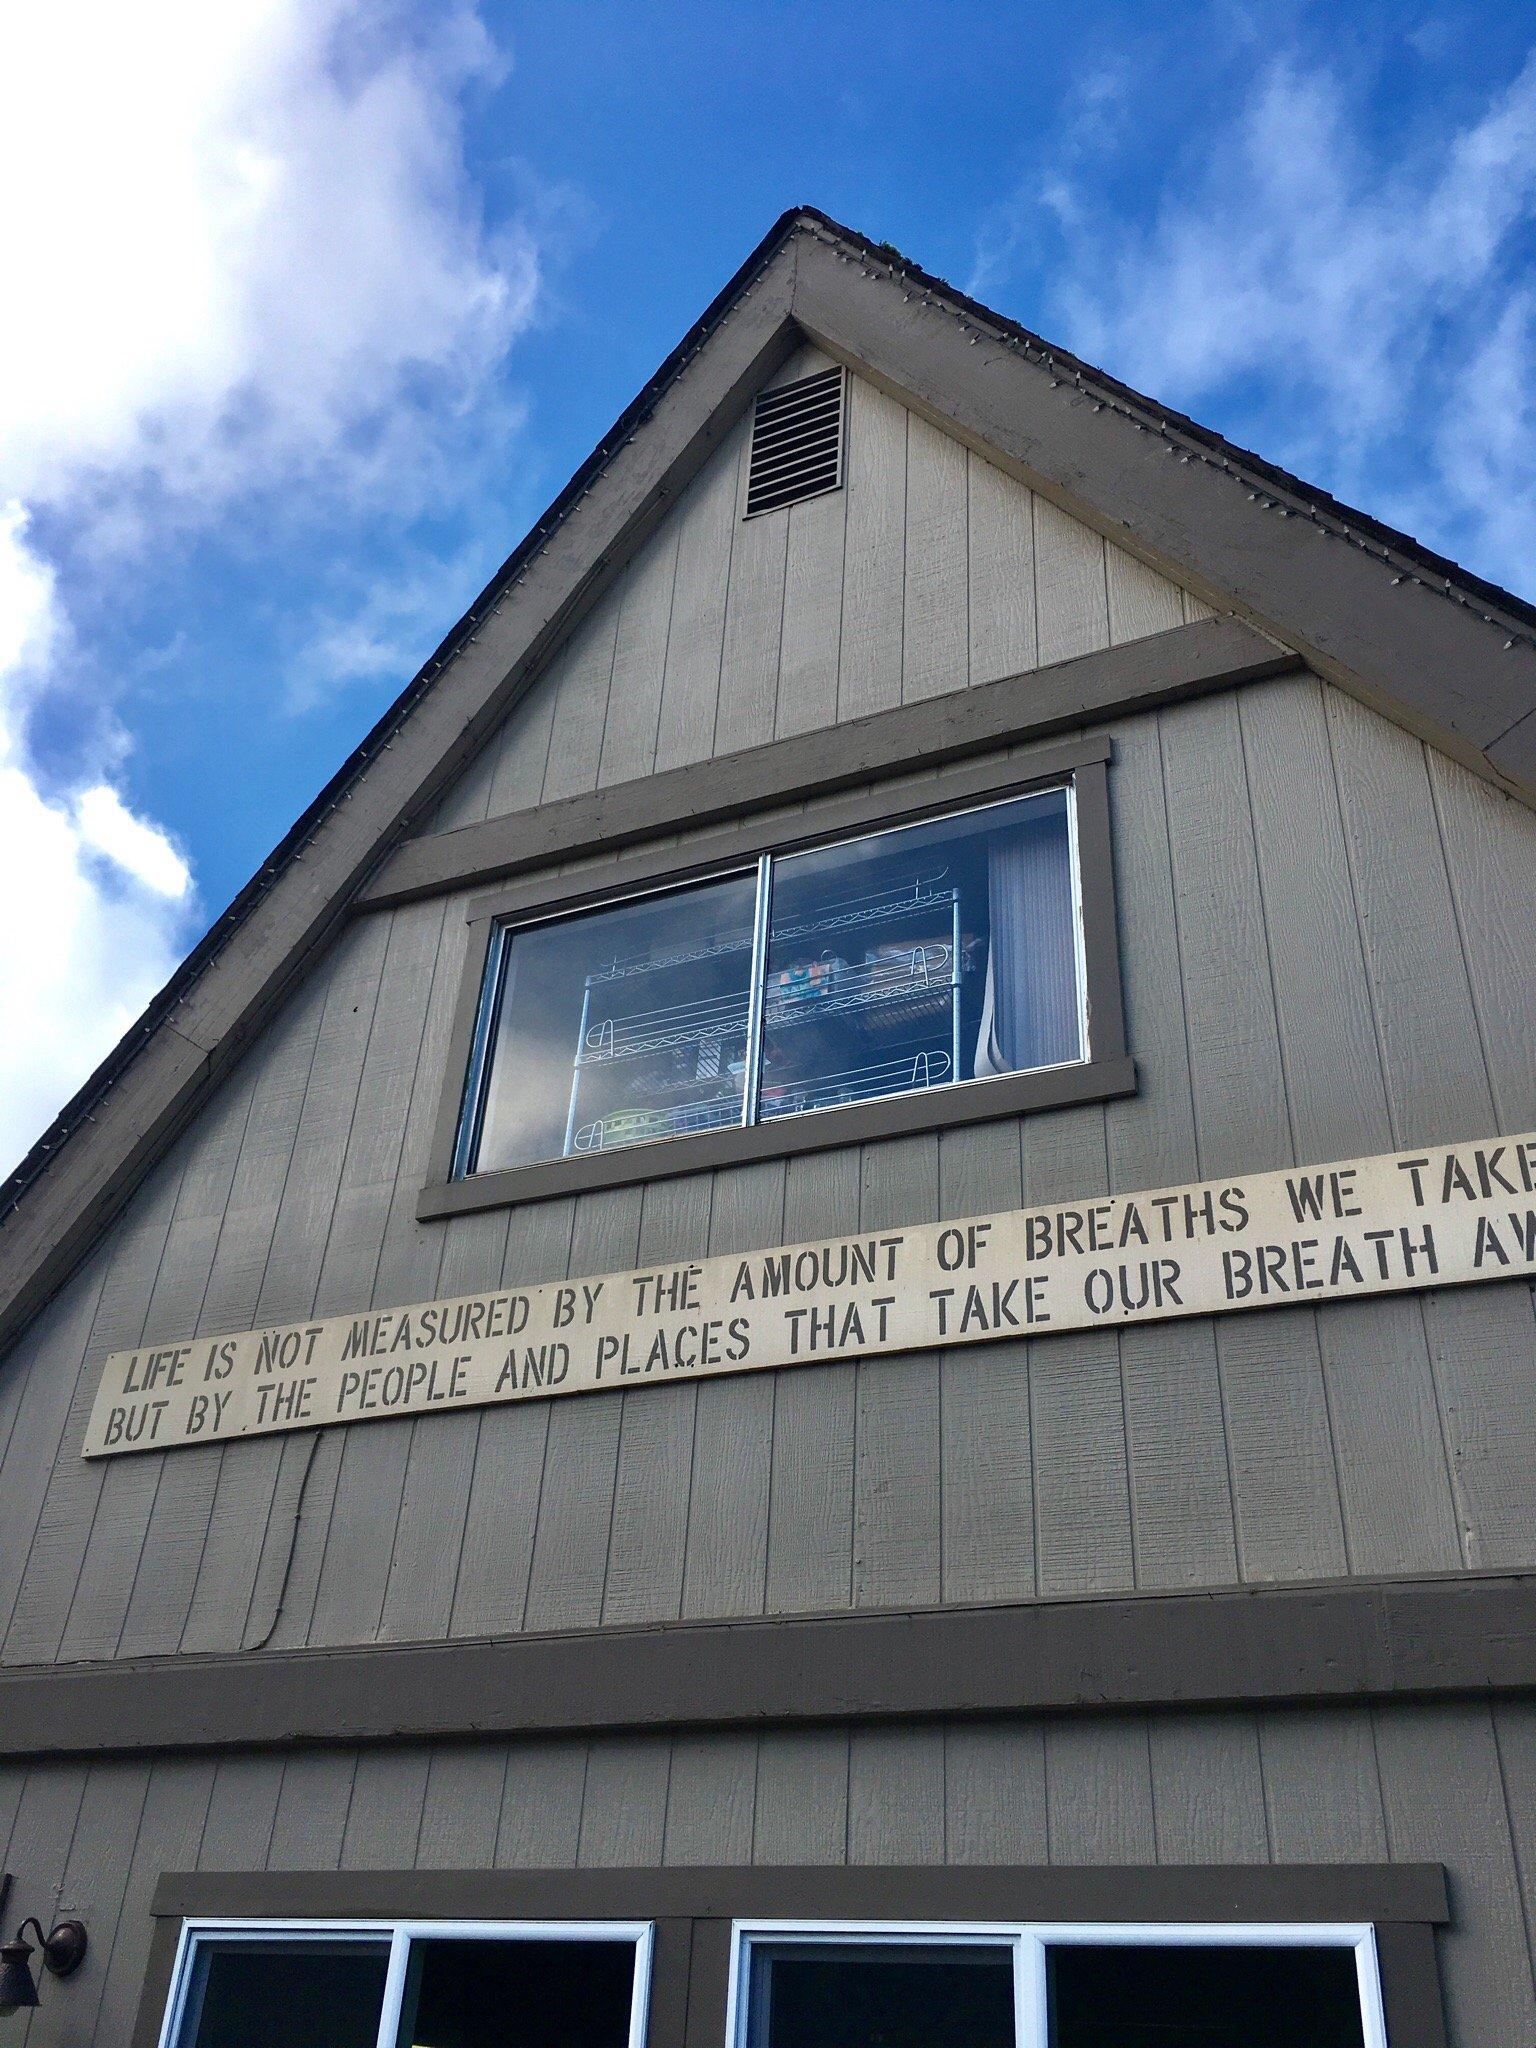 LIFE IS NOT MEASURED BY THE AMOUNT OF BREATHS WE TAKE
BUT BY THE PEOPLE AND PLACES THAT TAKE OUR BREATH